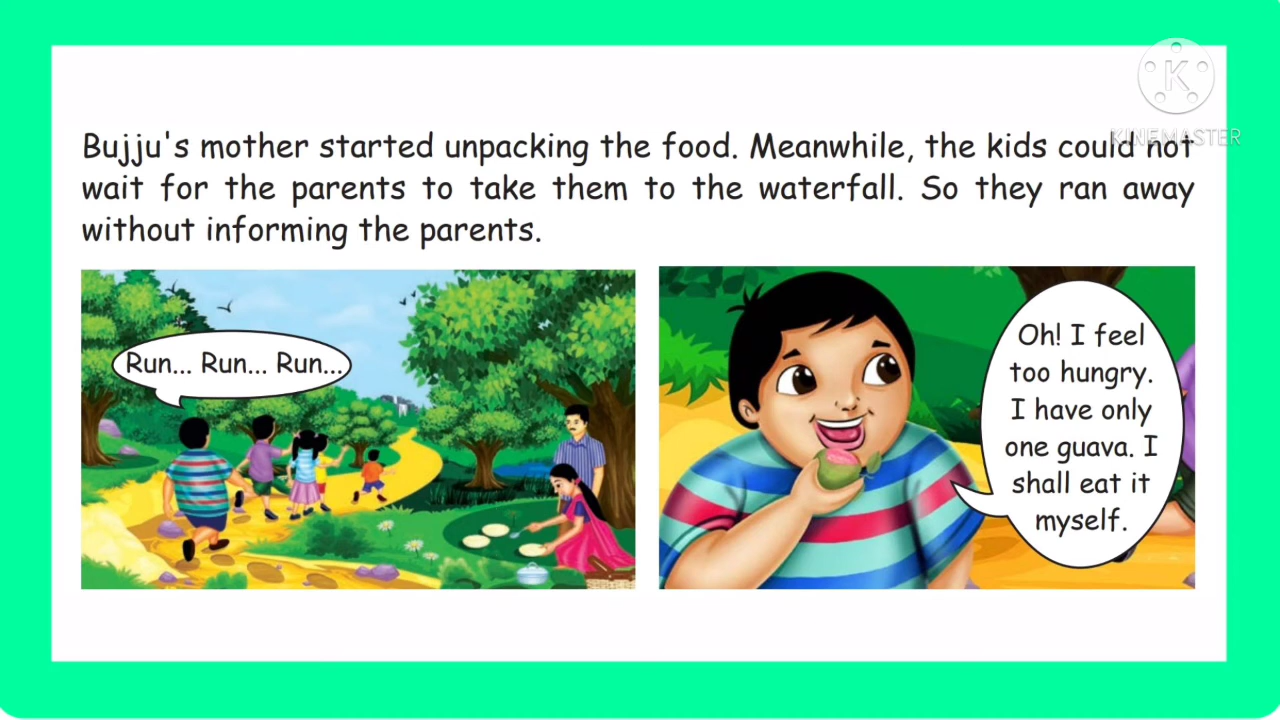 KINEMASTER
Bujju's mother started unpacking the food. Meanwhile, the kids could not
wait for the parents to take them to the waterfall. So they ran away
without informing the parents.
Run... Run... Run...
Oh! I feel
too hungry.
I have only
one guava. I
shall eat it
myself.